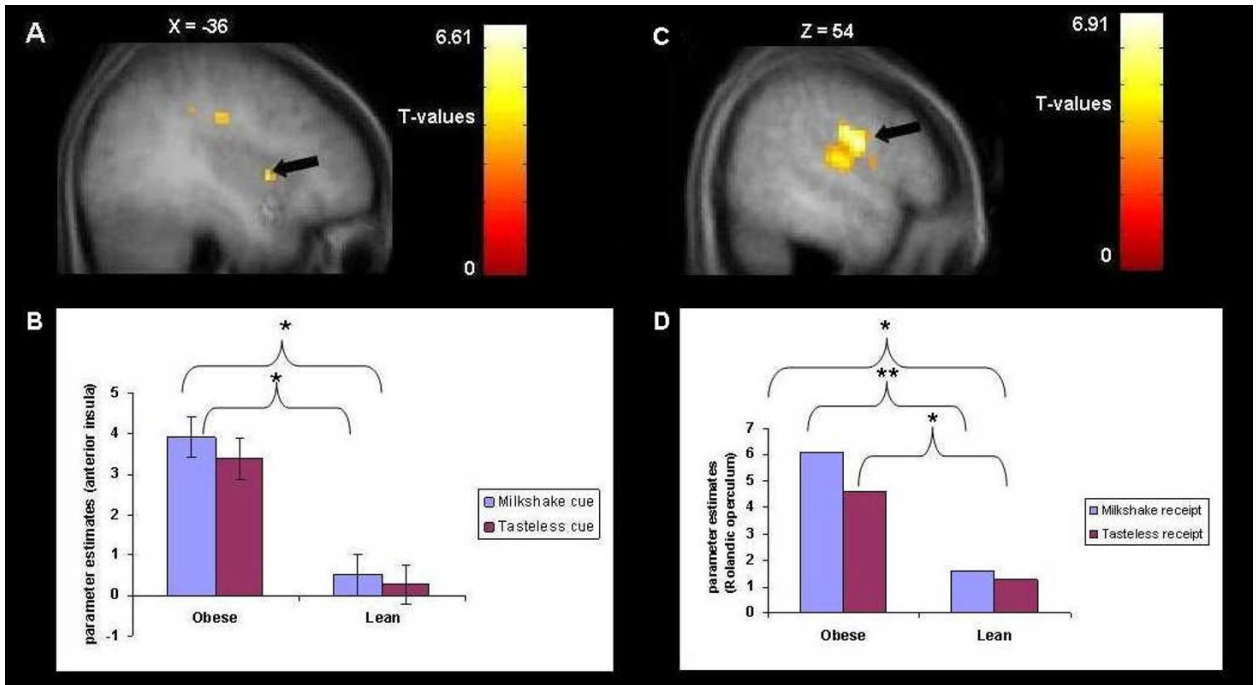 A
X = -36
6.61
T-values
0
C
Z = 54
6.91
T-values
0
B
*
*
parameter estimates (anterior insula)
5
4
3
2
1
0
-1
Obese
Lean
Milkshake cue
Tasteless cue
D
*
**
*
parameter estimates
(Rolandic operculum)
7
6
5
4
3
2
1
0
Obese
Lean
Milkshake receipt
Tasteless receipt